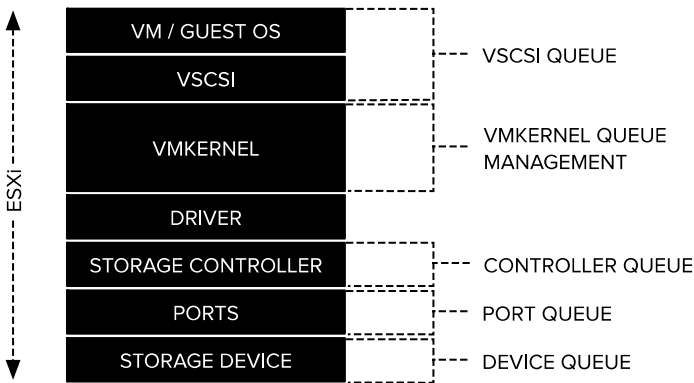 VM / GUEST OS
VSCSI QUEUE
VSCSI
VMKERNEL
VMKERNEL QUEUE
MANAGEMENT
ESXi
DRIVER
STORAGE CONTROLLER
CONTROLLER QUEUE
PORTS
PORT QUEUE
STORAGE DEVICE
DEVICE QUEUE